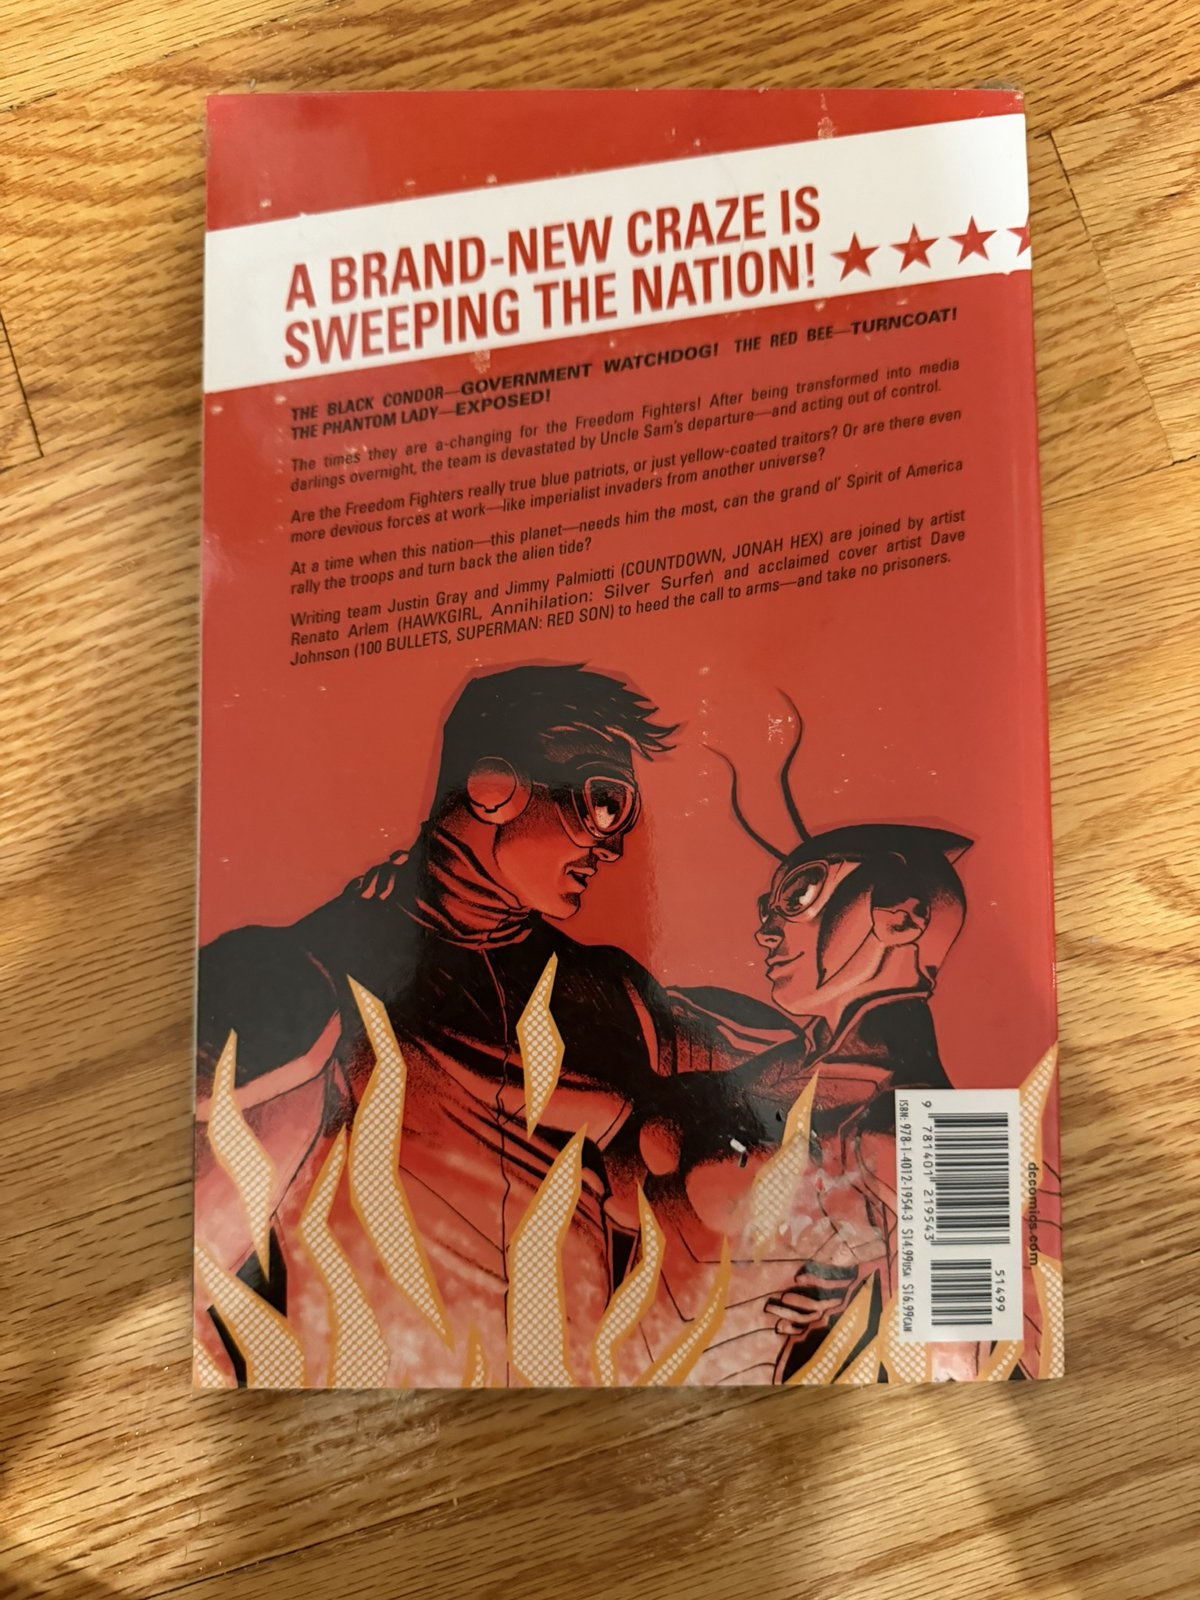 A BRAND-NEW CRAZE IS
SWEEPING THE NATION!
THE BLACK CONDOR—GOVERNMENT WATCHDOG! THE RED BEE—TURNCOAT!
THE PHANTOM LADY—EXPOSED!
The times they are a-changing for the Freedom Fighters! After being transformed into media
darlings overnight, the team is devastated by Uncle Sam's departure—and acting out of control.
Are the Freedom Fighters really true blue patriots, or just yellow-coated traitors? Or are there even
more devious forces at work—like imperialist invaders from another universe?
At a time when this nation—this planet—needs him the most, can the grand ol' Spirit of America
rally the troops and turn back the alien tide?
Writing team Justin Gray and Jimmy Palmiotti (COUNTDOWN, JONAH HEX) are joined by artist
Renato Arlem (HAWKGIRL, Annihilation: Silver Surfer) and acclaimed cover artist Dave
Johnson (100 BULLETS, SUPERMAN: RED SON) to heed the call to arms—and take no prisoners.
9 781401 219543
51499
ISBN: 978-1-4012-1954-3 $14.99USA $16.99CAN
dccomics.com